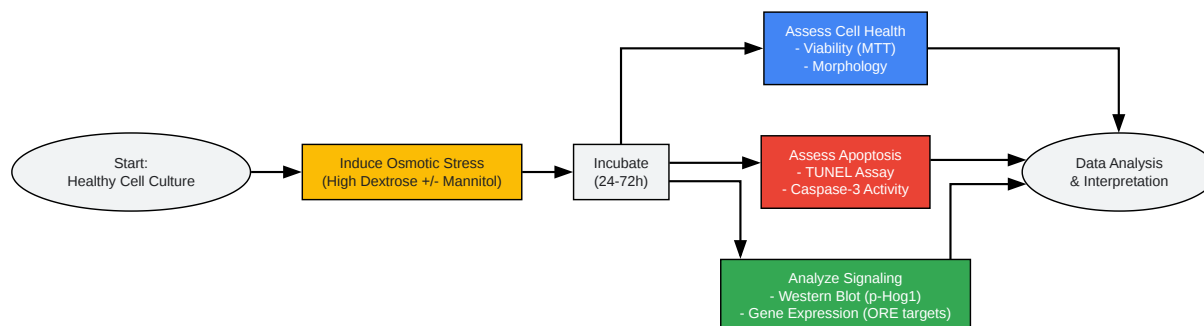 Start:
Healthy Cell Culture
Induce Osmotic Stress
(High Dextrose +/- Mannitol)
Incubate
(24-72h)
Assess Cell Health
- Viability (MTT)
- Morphology
Assess Apoptosis
- TUNEL Assay
- Caspase-3 Activity
Analyze Signaling
- Western Blot (p-Hog1)
- Gene Expression (ORE targets)
Data Analysis
& Interpretation